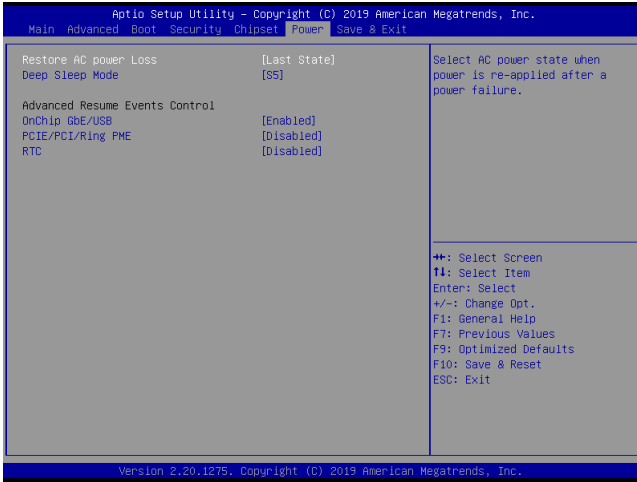 Aptio Setup Utility – Copyright (C) 2019 American Megatrends, Inc.
Main Advanced Boot Security Chipset Power Save & Exit
Restore AC power Loss [Last State]
Deep Sleep Mode [S5]
Advanced Resume Events Control
OnChip GbE/USB [Enabled]
PCIE/PCI/Ring PME [Disabled]
RTC [Disabled]
Select AC power state when
power is re-applied after a
power failure.
→←: Select Screen
↑↓: Select Item
Enter: Select
+/-: Change Opt.
F1: General Help
F7: Previous Values
F9: Optimized Defaults
F10: Save & Reset
ESC: Exit
Version 2.20.1275. Copyright (C) 2019 American Megatrends, Inc.